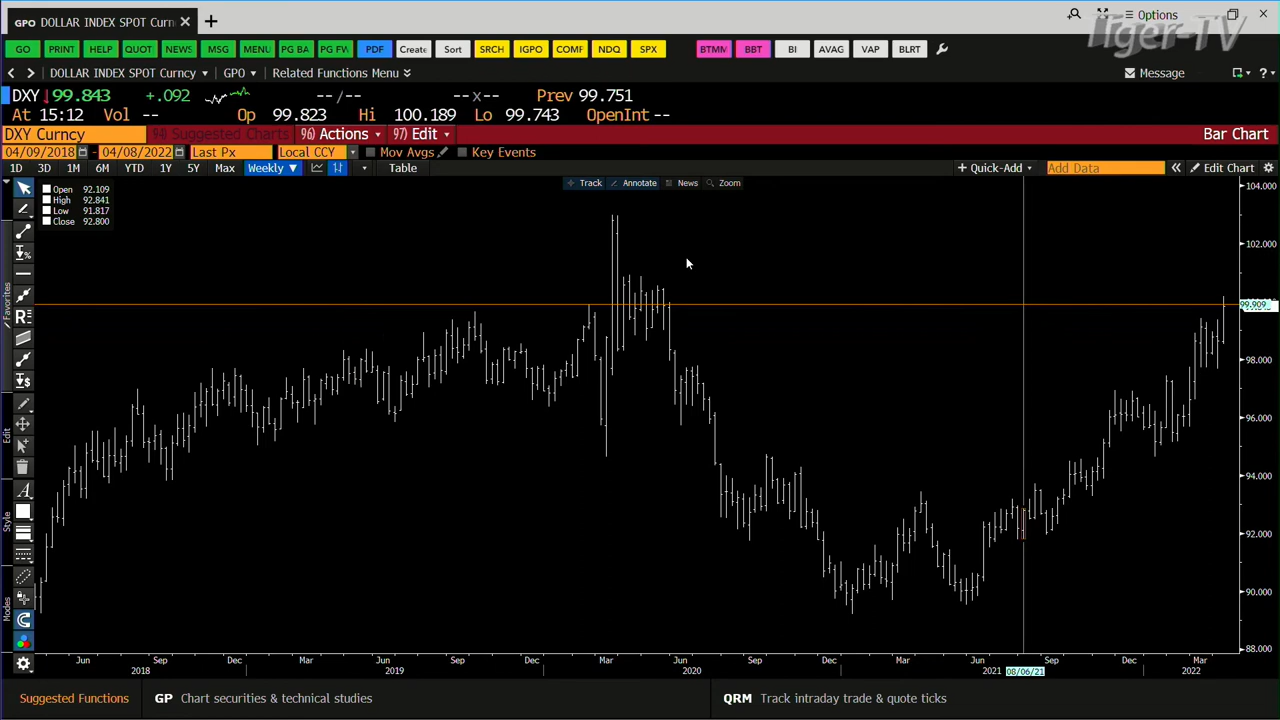 GPO DOLLAR INDEX SPOT Curn
Options
Tiger-TV
GO PRINT HELP QUOT NEWS MSG MENU PG BA PG FW PDF Create Sort SRCH IGPO COMF NDQ SPX BTMM BBT BI AVAG VAP BLRT
DOLLAR INDEX SPOT Curncy GPO Related Functions Menu Message ?
DXY 99.843 +.092 --/-- --x-- Prev 99.751
At 15:12 Vol -- Op 99.823 Hi 100.189 Lo 99.743 OpenInt --
DXY Curncy 94) Suggested Charts 96) Actions 97) Edit Bar Chart
04/09/2018 - 04/08/2022 Last Px Local CCY Mov Avgs Key Events
1D 3D 1M 6M YTD 1Y 5Y Max Weekly ▼ Table + Quick-Add Add Data « Edit Chart
Track Annotate News Zoom
Open 92.109
High 92.841
Low 91.817
Close 92.800
104.000
102.000
99.909
98.000
96.000
94.000
92.000
90.000
88.000
Favorites
Edit
Style
Modes
Jun Sep Dec Mar Jun Sep Dec Mar Jun Sep Dec Mar Jun Sep Dec Mar
2018 2019 2020 2021 08/06/21 2022
Suggested Functions GP Chart securities & technical studies QRM Track intraday trade & quote ticks